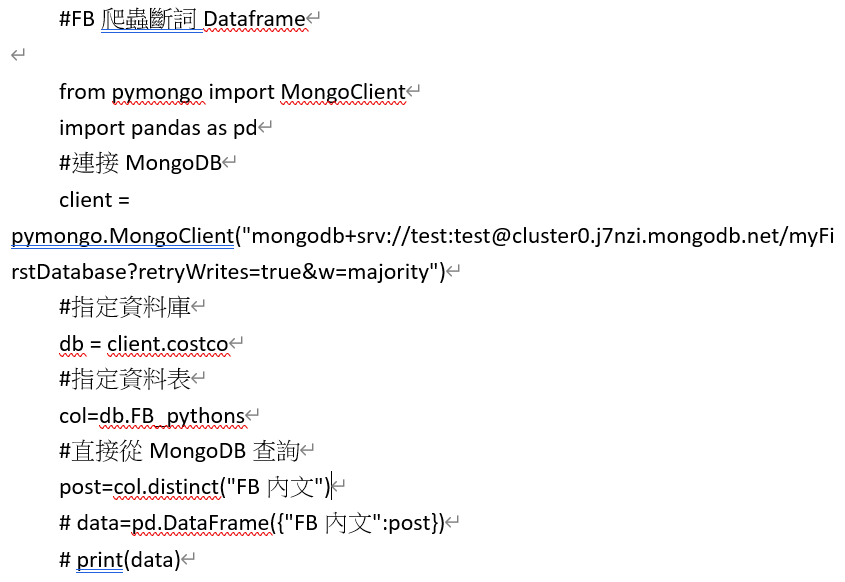 #FB 爬蟲斷詞 Dataframe
from pymongo import MongoClient
import pandas as pd
#連接 MongoDB
client =
pymongo.MongoClient("mongodb+srv://test:test@cluster0.j7nzi.mongodb.net/myFi
rstDatabase?retryWrites=true&w=majority")
#指定資料庫
db = client.costco
#指定資料表
col=db.FB_pythons
#直接從 MongoDB 查詢
post=col.distinct("FB 內文")
# data=pd.DataFrame({"FB 內文":post})
# print(data)